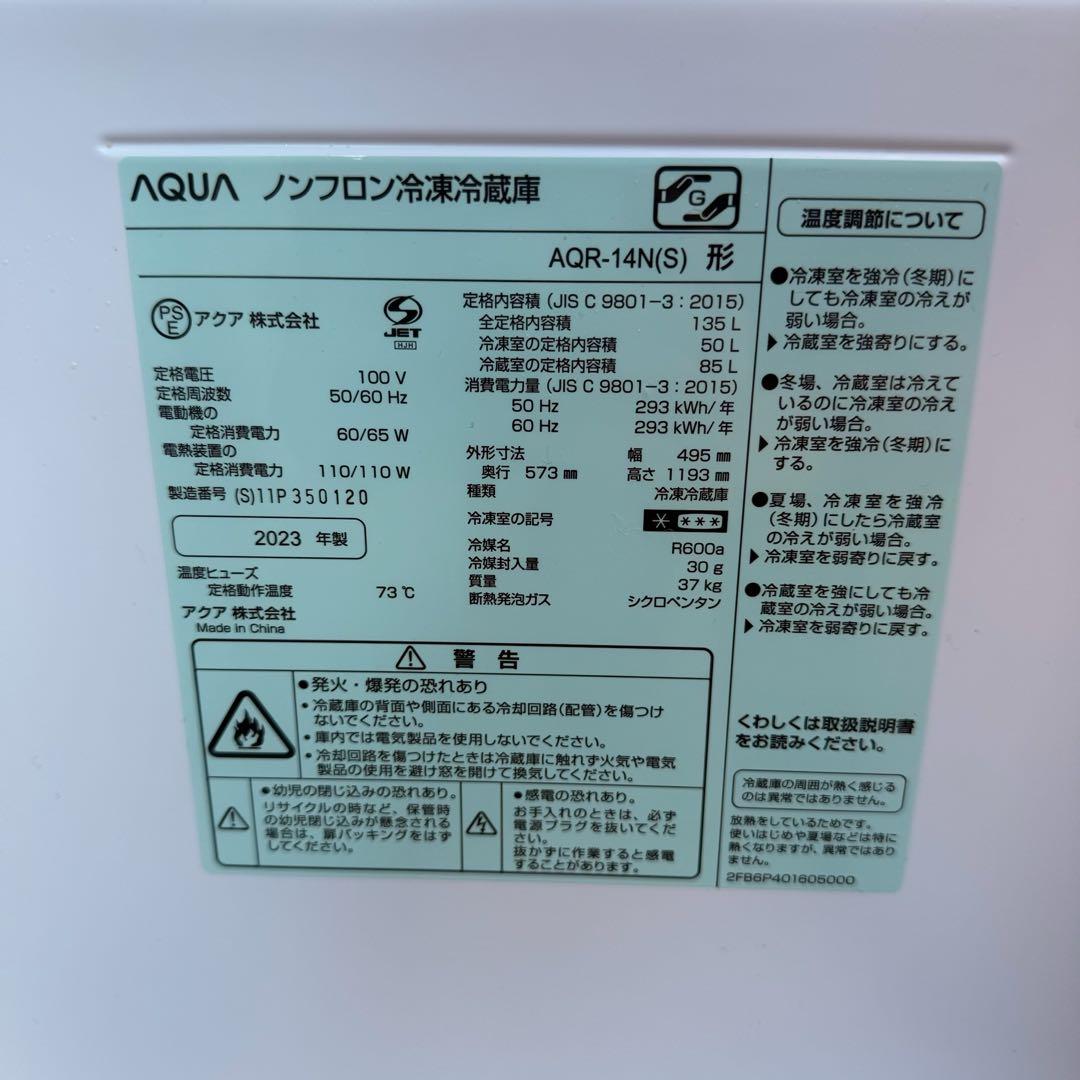 AQUA ノンフロン冷凍冷蔵庫
G
AQR-14N(S) 形
PS
E
アクア 株式会社
S
JET
HJH
定格電圧 100 V
定格周波数 50/60 Hz
電動機の
定格消費電力 60/65 W
電熱装置の
定格消費電力 110/110 W
製造番号 (S)11P350120
2023 年製
温度ヒューズ
定格動作温度 73 ℃
アクア 株式会社
Made in China
定格内容積 (JIS C 9801-3 : 2015)
全定格内容積 135 L
冷凍室の定格内容積 50 L
冷蔵室の定格内容積 85 L
消費電力量 (JIS C 9801-3 : 2015)
50 Hz 293 kWh/年
60 Hz 293 kWh/年
外形寸法 幅 495 ㎜
奥行 573 ㎜ 高さ 1193 ㎜
種類 冷凍冷蔵庫
冷凍室の記号 * ***
冷媒名 R600a
冷媒封入量 30 g
質量 37 kg
断熱発泡ガス シクロペンタン
警 告
●発火・爆発の恐れあり
・冷蔵庫の背面や側面にある冷却回路(配管)を傷つけ
ないでください。
・庫内では電気製品を使用しないでください。
・冷却回路を傷つけたときは冷蔵庫に触れず火気や電気
製品の使用を避け窓を開けて換気してください。
●幼児の閉じ込みの恐れあり。
リサイクルの時など、保管時
の幼児閉じ込みが懸念される
場合は、扉パッキングをはず
してください。
●感電の恐れあり。
お手入れのときは、必ず
電源プラグを抜いてくだ
さい。
抜かずに作業すると感電
することがあります。
温度調節について
●冷凍室を強冷(冬期)に
しても冷凍室の冷えが
弱い場合。
▶冷蔵室を強寄りにする。
●冬場、冷蔵室は冷えて
いるのに冷凍室の冷え
が弱い場合。
▶冷凍室を強冷(冬期)に
する。
●夏場、冷凍室を強冷
(冬期)にしたら冷蔵室
の冷えが弱い場合。
▶冷凍室を弱寄りに戻す。
●冷蔵室を強にしても冷
蔵室の冷えが弱い場合。
▶冷凍室を弱寄りに戻す。
くわしくは取扱説明書
をお読みください。
冷蔵庫の周囲が熱く感じる
のは異常ではありません。
放熱をしているためです。
使いはじめや夏場などは特に
熱くなりますが、異常ではあり
ません。
2FB6P401605000